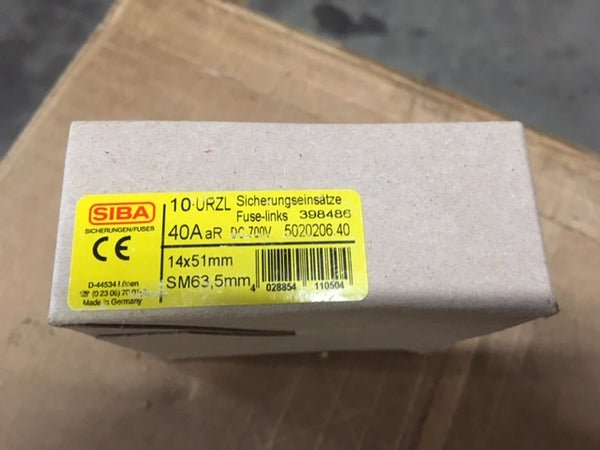 SIBA
SICHERUNGEN/FUSES
CE
D-44534 Lünen
Made in Germany
10·URZL Sicherungseinsätze
Fuse-links 398486
40A aR DC 700V 5020206.40
14x51mm
SM63,5mm
4 028854 110504